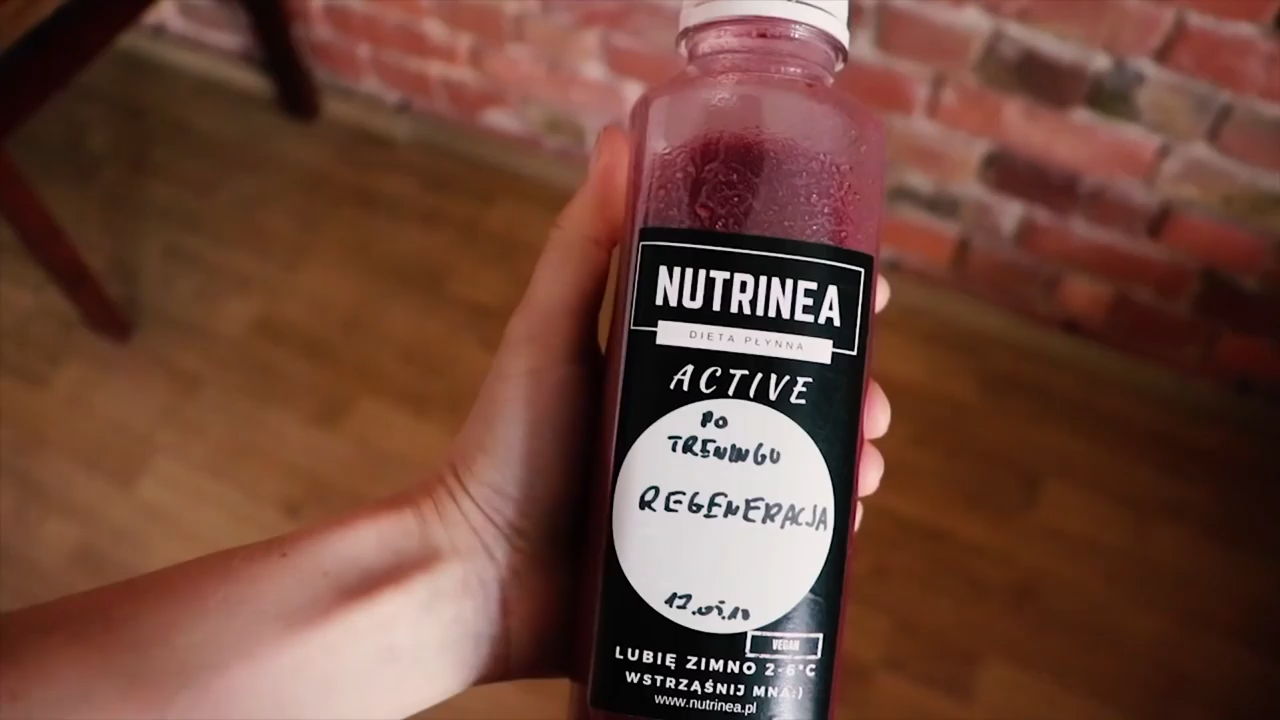 NUTRINEA
DIETA PŁYNNA
ACTIVE
PO
TRENINGU
REGENERACJA
VEGAN
LUBIĘ ZIMNO 2-6°C
WSTRZĄŚNIJ MNĄ:)
www.nutrinea.pl